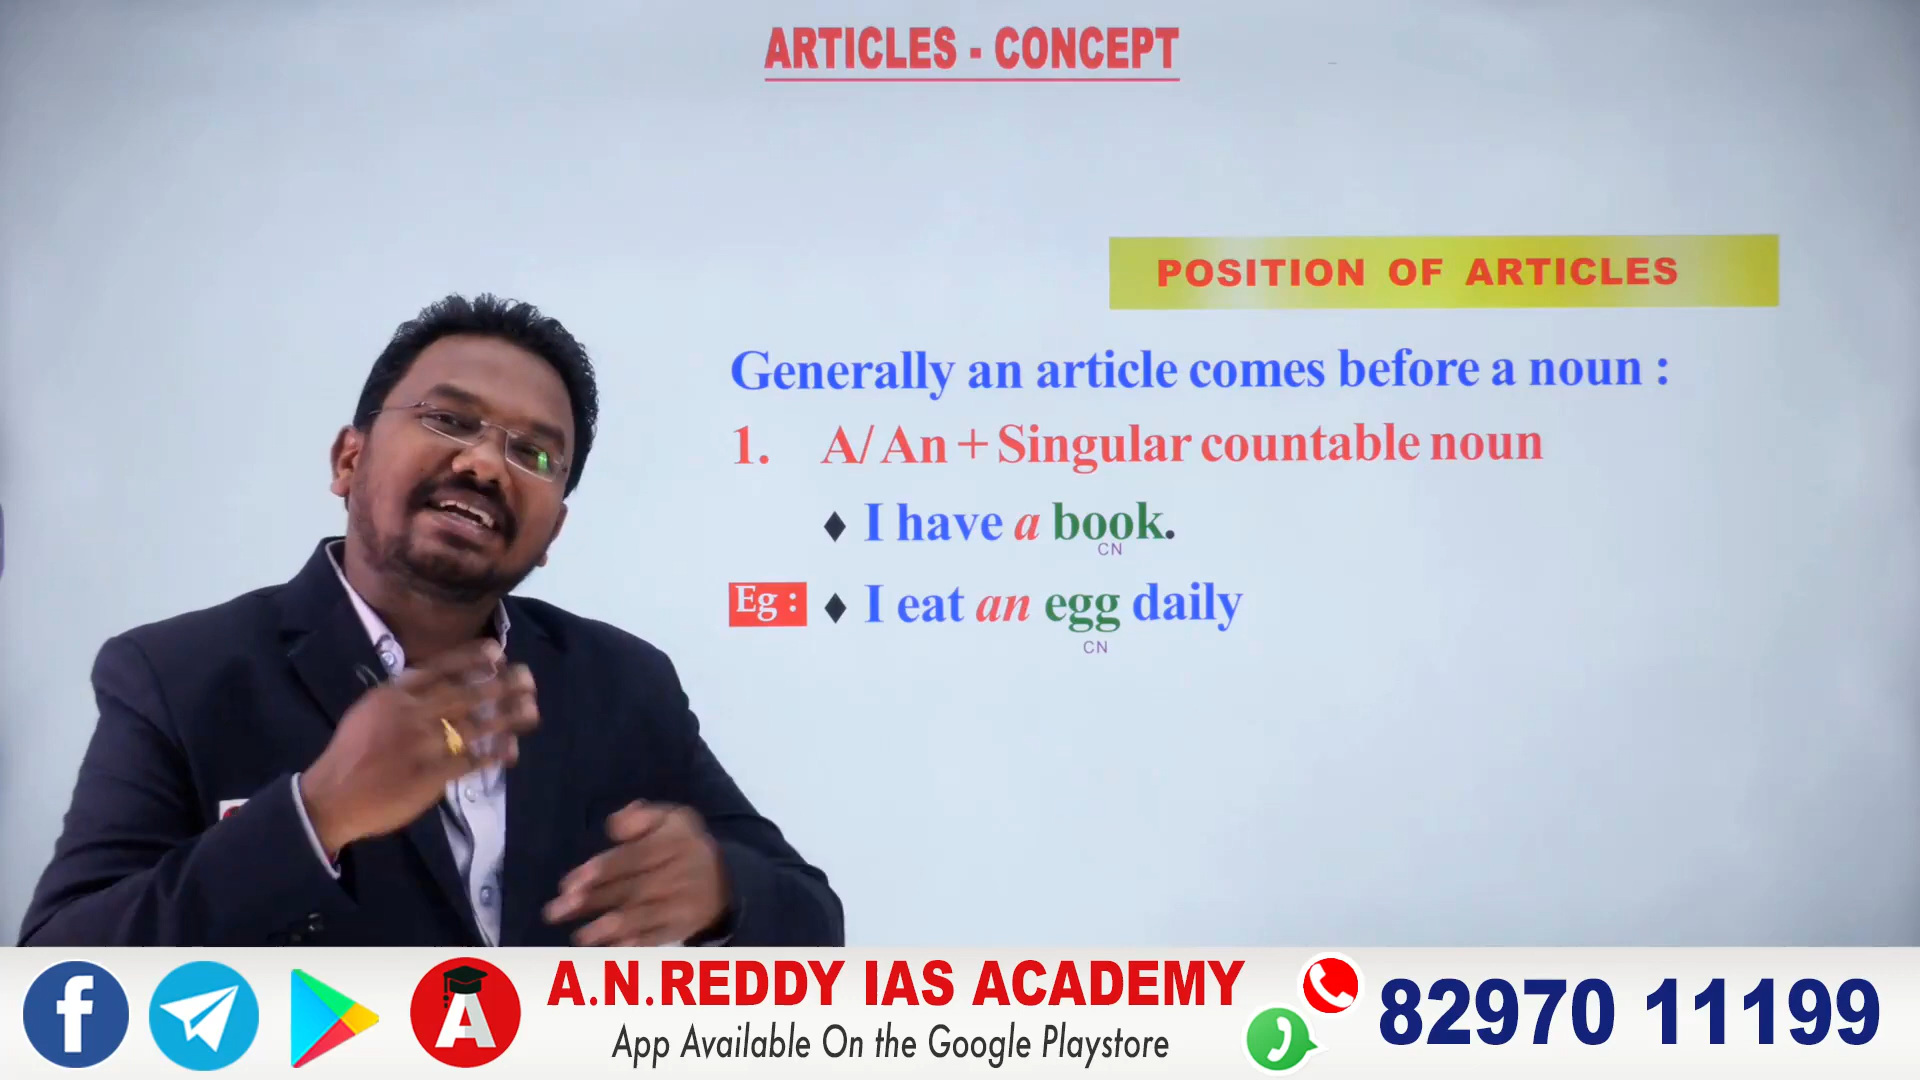 ARTICLES - CONCEPT
POSITION OF ARTICLES
Generally an article comes before a noun :
1. A/ An + Singular countable noun
♦ I have a book.
CN
Eg : ♦ I eat an egg daily
CN
f
A
A.N.REDDY IAS ACADEMY
App Available On the Google Playstore
82970 11199